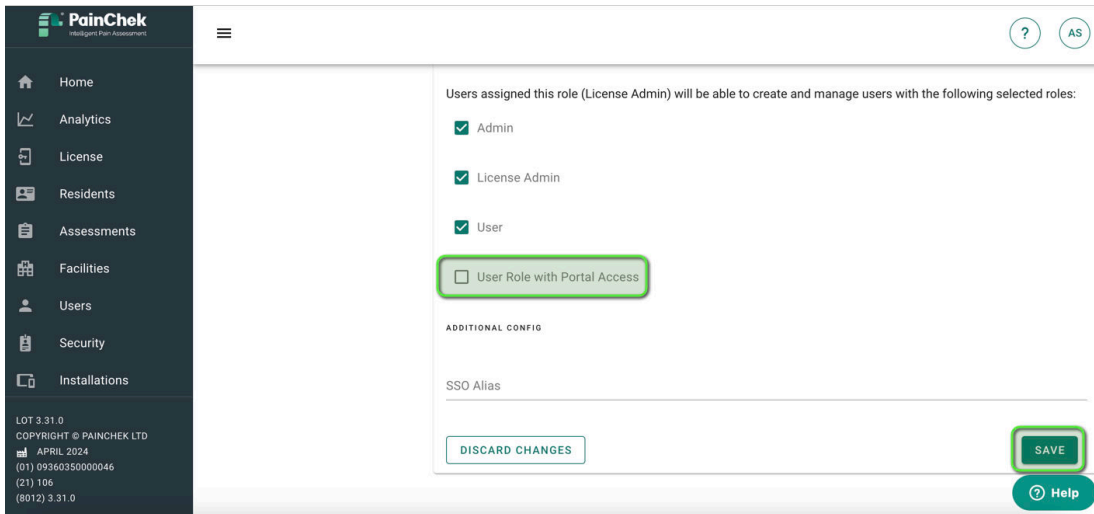 PainChek
Intelligent Pain Assessment
?
AS
Home
Analytics
License
Residents
Assessments
Facilities
Users
Security
Installations
LOT 3.31.0
COPYRIGHT © PAINCHEK LTD
APRIL 2024
(01) 09360350000046
(21) 106
(8012) 3.31.0
Users assigned this role (License Admin) will be able to create and manage users with the following selected roles:
Admin
License Admin
User
User Role with Portal Access
ADDITIONAL CONFIG
SSO Alias
DISCARD CHANGES
SAVE
? Help